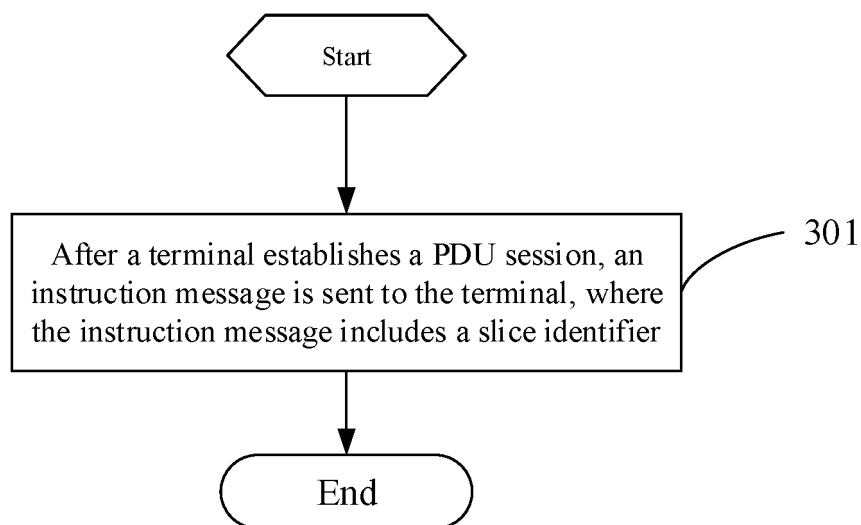 Start
After a terminal establishes a PDU session, an
instruction message is sent to the terminal, where
the instruction message includes a slice identifier
301
End